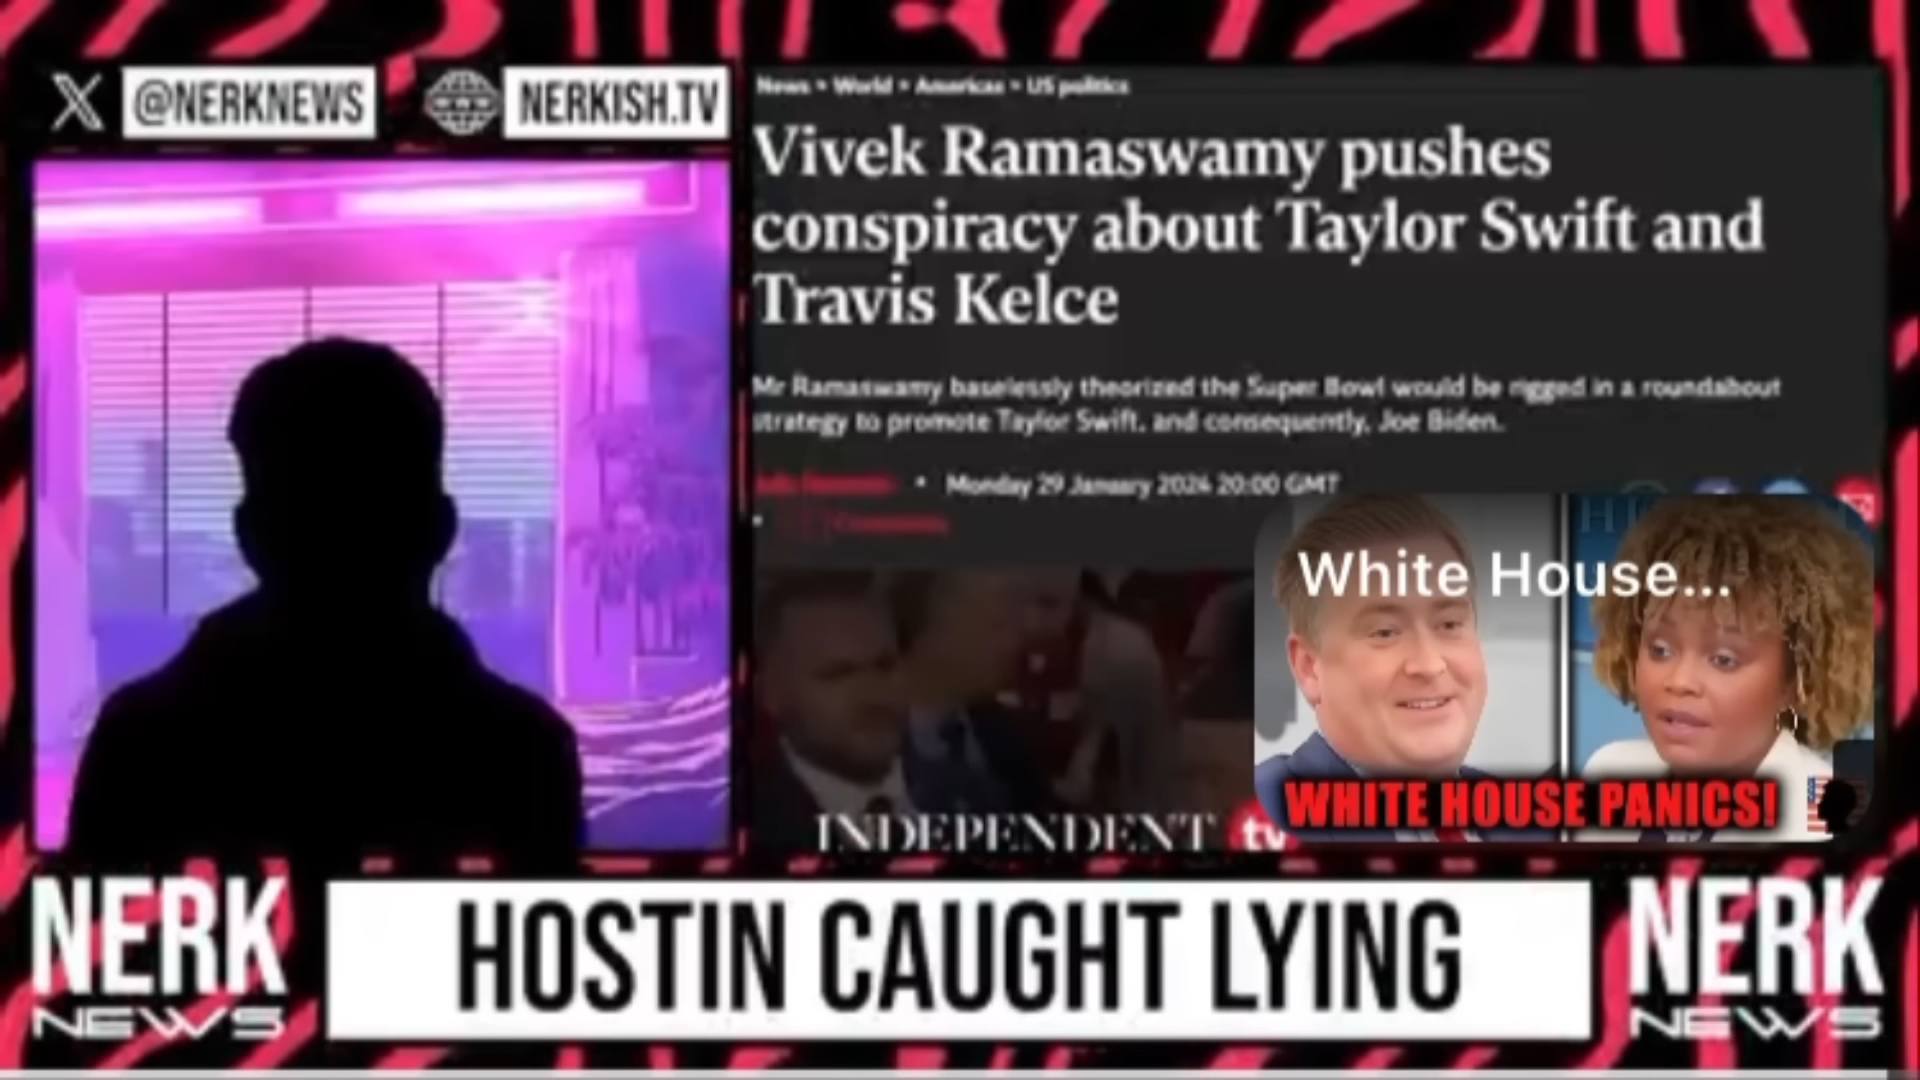 @NERKNEWS
NERKISH.TV
News > World > Americas > US politics
Vivek Ramaswamy pushes
conspiracy about Taylor Swift and
Travis Kelce
Mr Ramaswamy baselessly theorized the Super Bowl would be rigged in a roundabout
strategy to promote Taylor Swift, and consequently, Joe Biden.
• Monday 29 January 2024 20:00 GMT
Comments
White House...
WHITE HOUSE PANICS!
INDEPENDENT tv
NERK
NEWS
HOSTIN CAUGHT LYING
NERK
NEWS